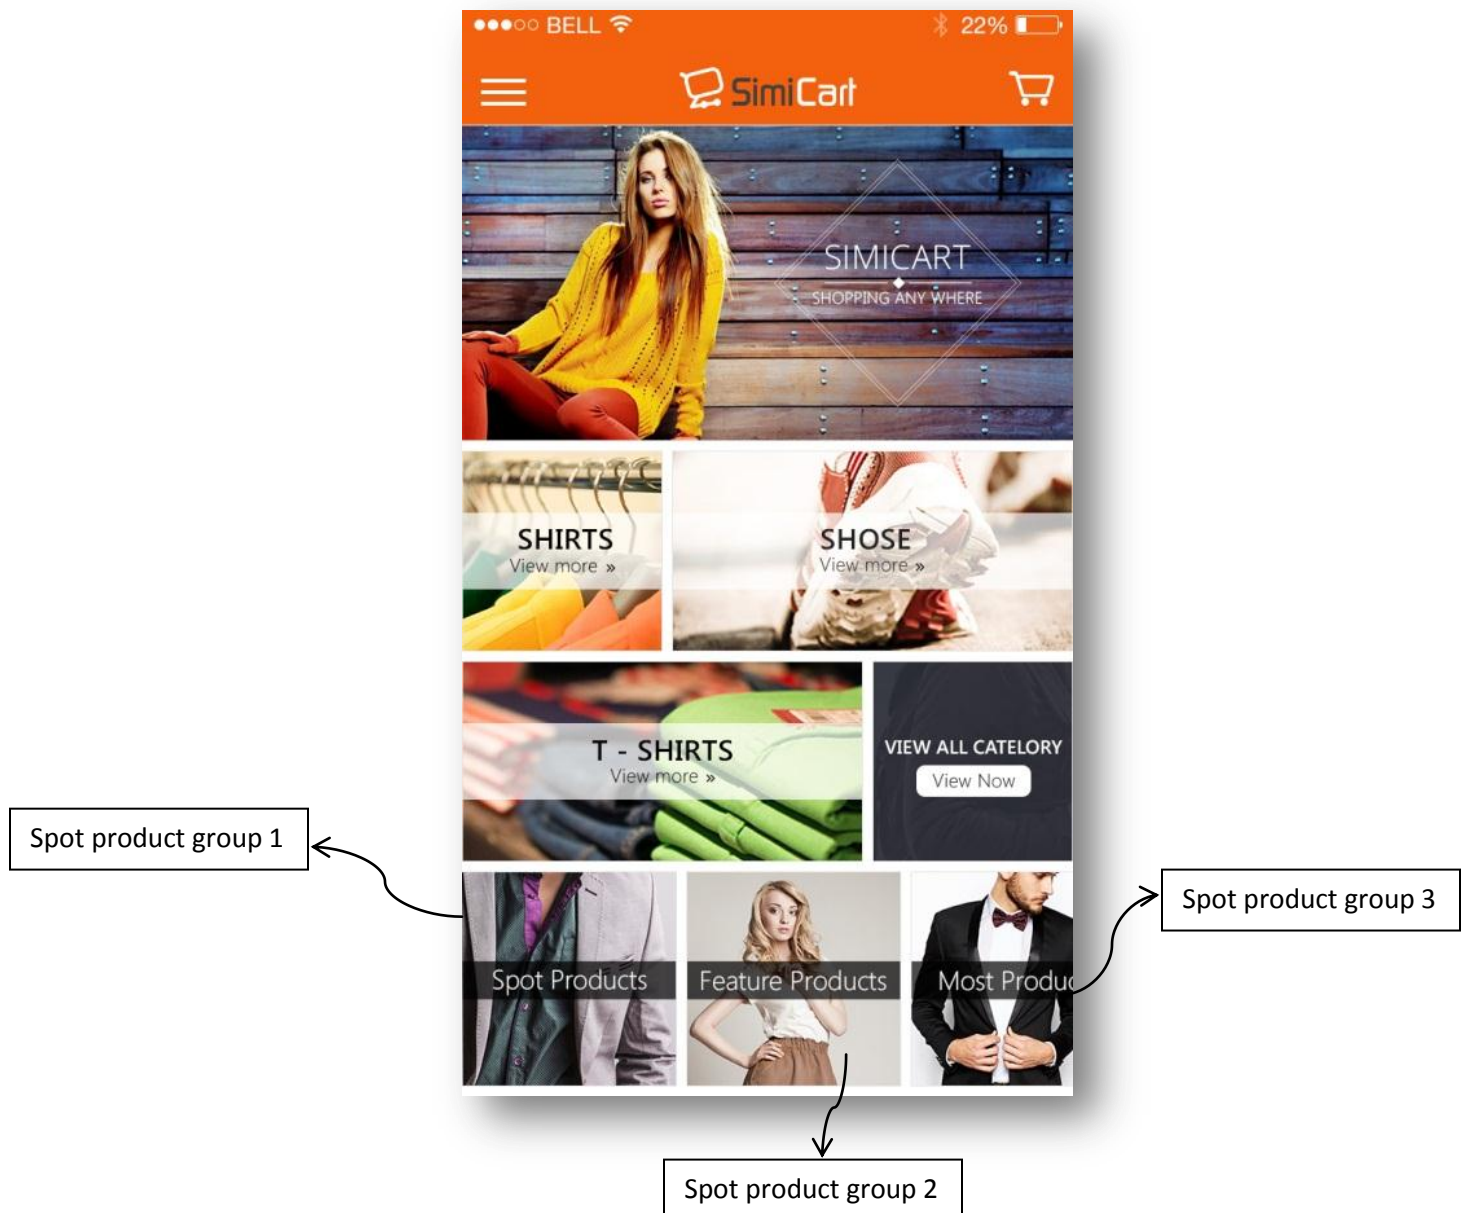 BELL 22%
SimiCart
SIMICART
SHOPPING ANY WHERE
SHIRTS
View more »
SHOSE
View more »
T - SHIRTS
View more »
VIEW ALL CATELORY
View Now
Spot product group 1
Spot product group 3
Spot Products
Feature Products
Most Produc
Spot product group 2